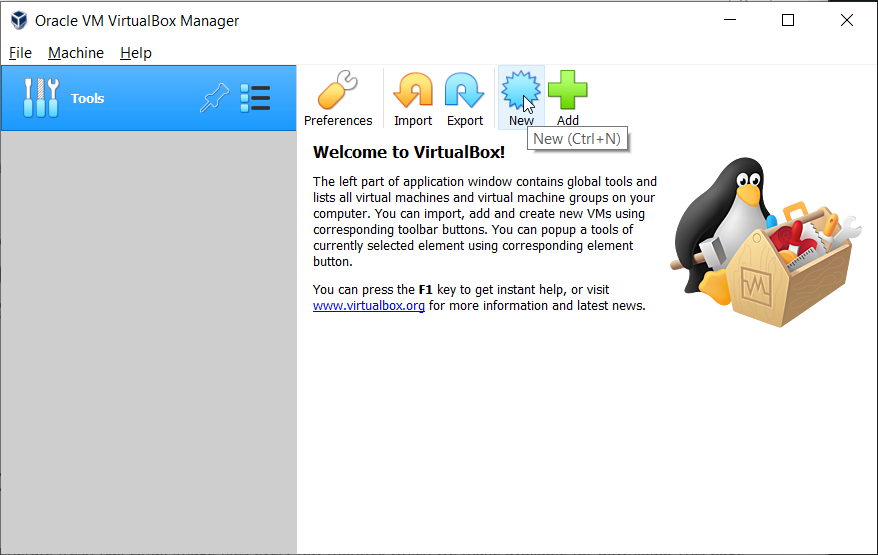 Oracle VM VirtualBox Manager
File Machine Help
Tools
Preferences Import Export New Add
New (Ctrl+N)
Welcome to VirtualBox!
The left part of application window contains global tools and
lists all virtual machines and virtual machine groups on your
computer. You can import, add and create new VMs using
corresponding toolbar buttons. You can popup a tools of
currently selected element using corresponding element
button.
You can press the F1 key to get instant help, or visit
www.virtualbox.org for more information and latest news.